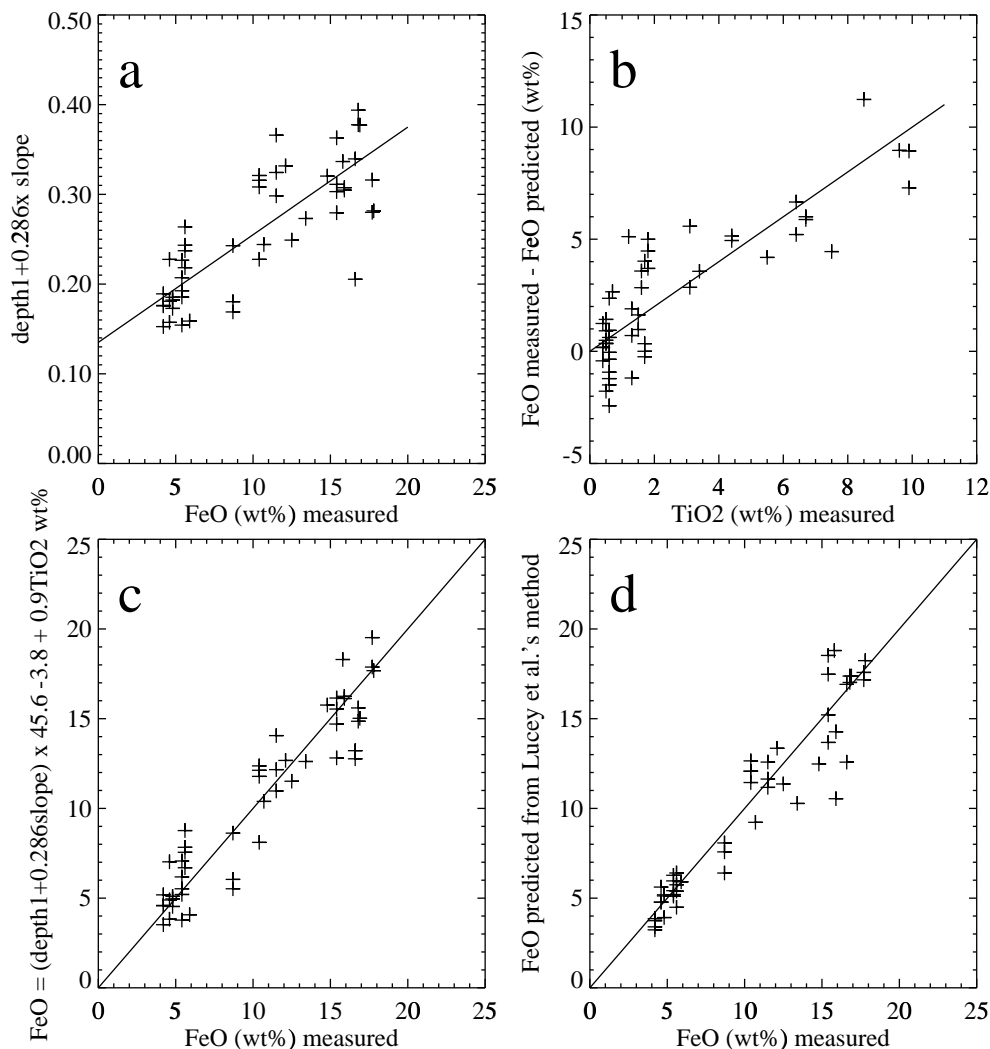 0.50
0.40
0.30
0.20
0.10
0.00
a
depth1+0.286x slope
0 5 10 15 20 25
FeO (wt%) measured
15
10
5
0
-5
b
FeO measured - FeO predicted (wt%)
0 2 4 6 8 10 12
TiO2 (wt%) measured
25
20
15
10
5
0
c
FeO = (depth1+0.286slope) x 45.6 -3.8 + 0.9TiO2 wt%
0 5 10 15 20 25
FeO (wt%) measured
25
20
15
10
5
0
d
FeO predicted from Lucey et al.'s method
0 5 10 15 20 25
FeO (wt%) measured